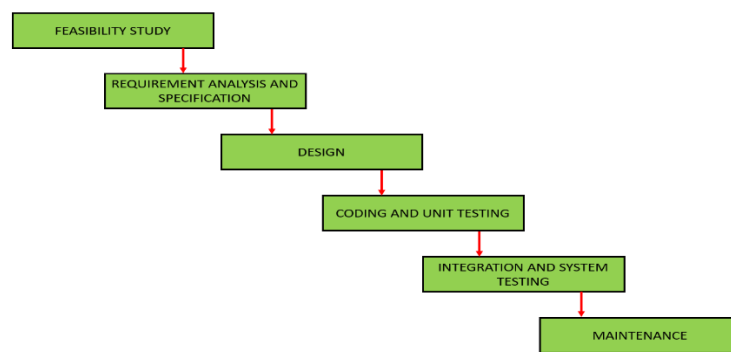 FEASIBILITY STUDY
REQUIREMENT ANALYSIS AND
SPECIFICATION
DESIGN
CODING AND UNIT TESTING
INTEGRATION AND SYSTEM
TESTING
MAINTENANCE